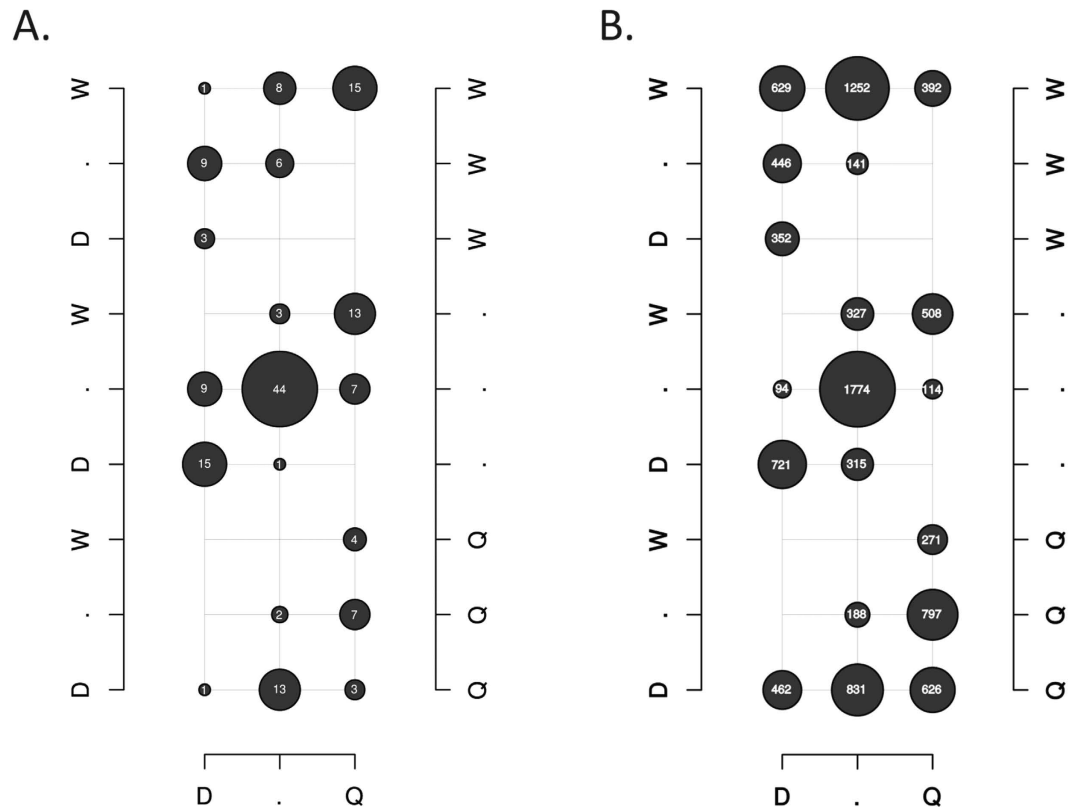 A. B.
W 1 8 15 W W 629 1252 392 W
. 9 6 W . 446 141 W
D 3 W D 352 W
W 3 13 . W 327 508 .
. 9 44 7 . . 94 1774 114 .
D 15 1 . D 721 315 .
W 4 Q W 271 Q
. 2 7 Q . 188 797 Q
D 1 13 3 Q D 462 831 626 Q
D . Q D . Q